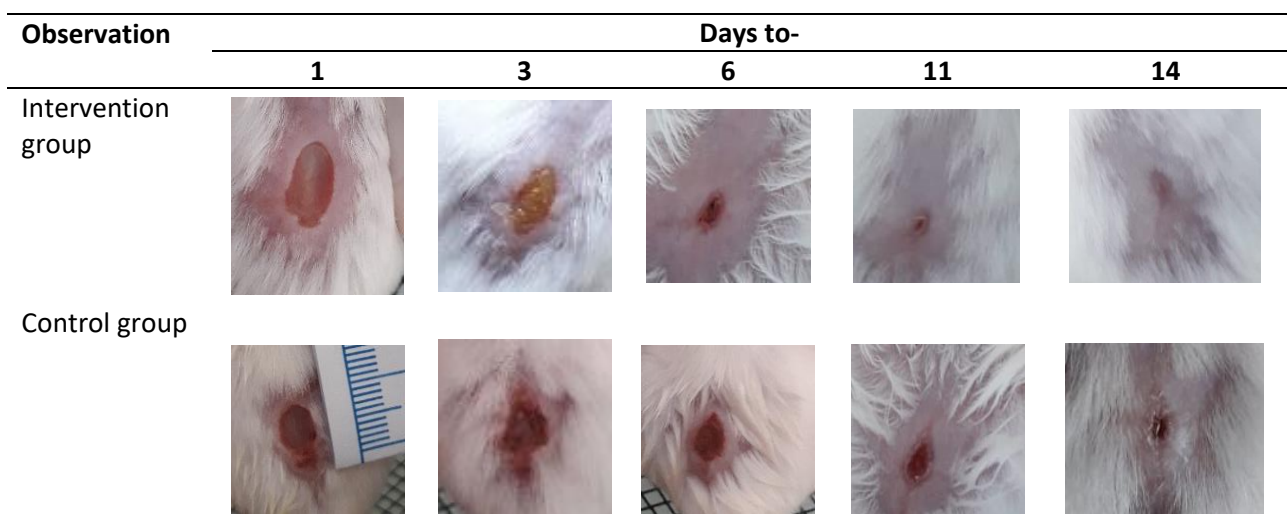 Observation Days to-
1 3 6 11 14
Intervention
group
Control group